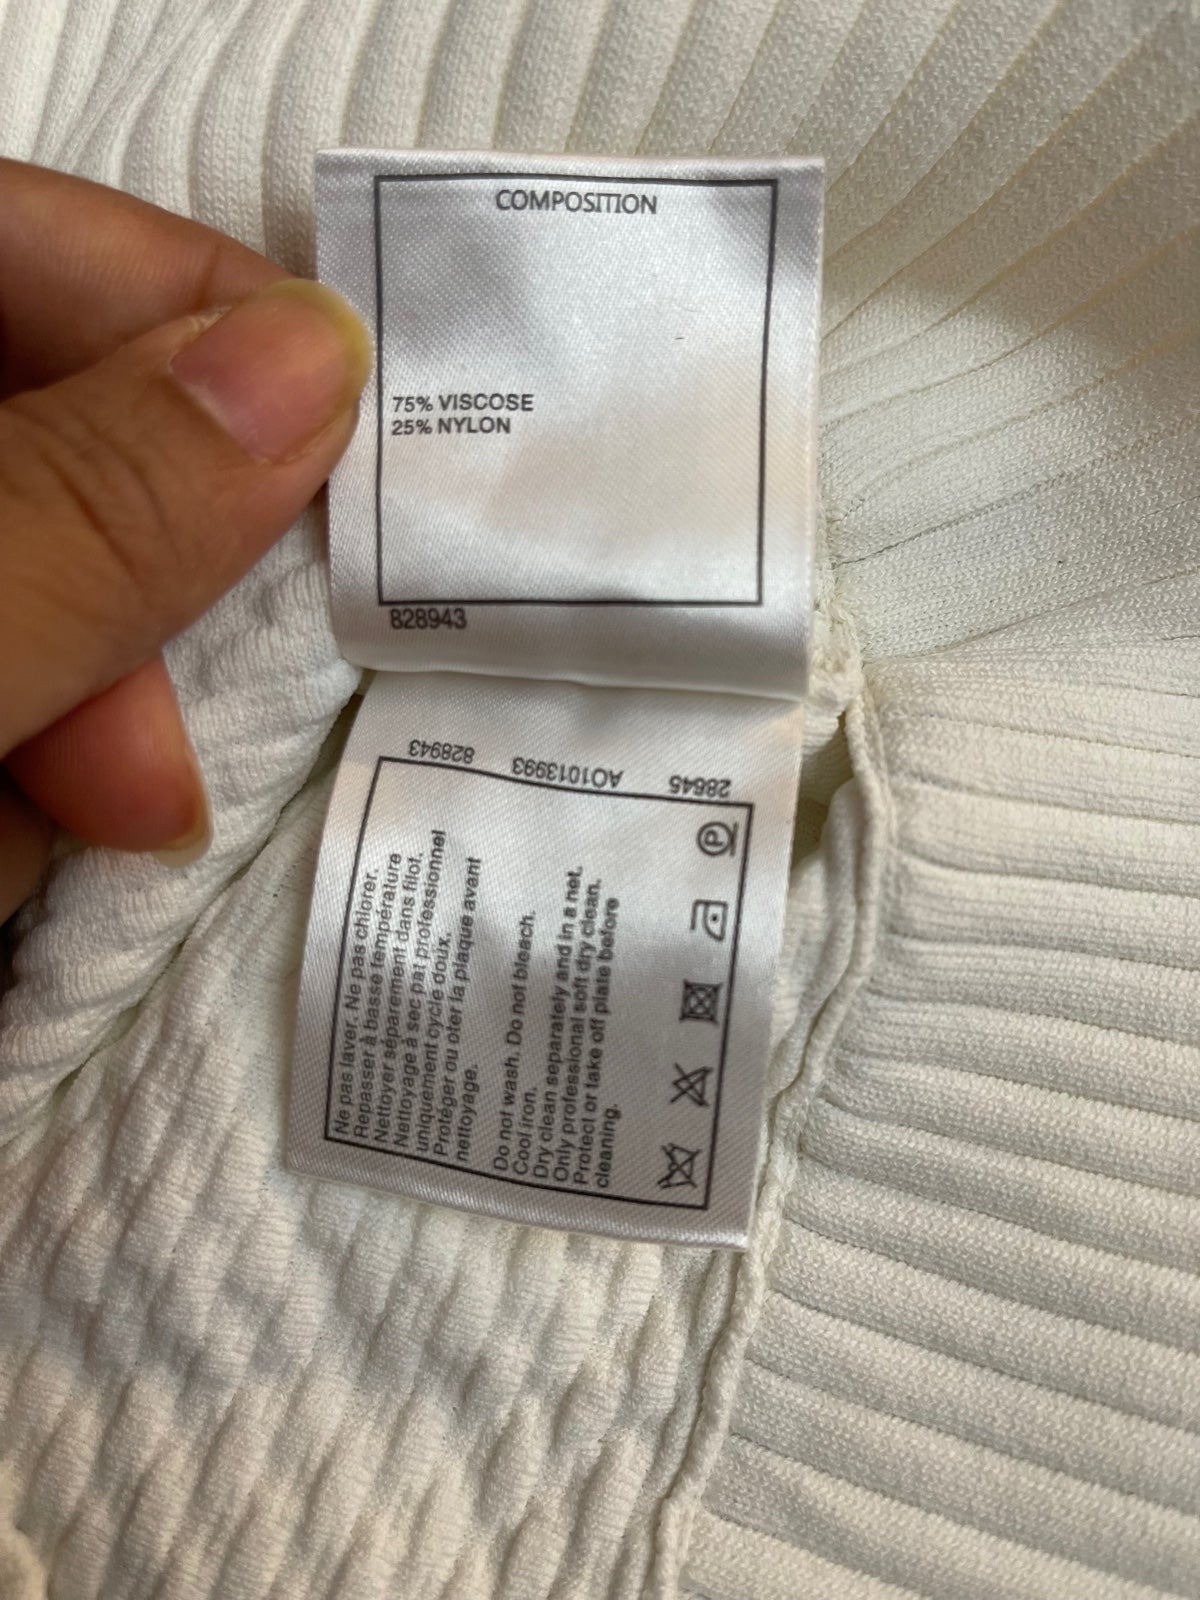 COMPOSITION
75% VISCOSE
25% NYLON
828943
28645 AO1013993 828943
Ne pas laver. Ne pas chlorer.
Repasser à basse température
Nettoyer séparement dans filot.
Nettoyage à sec pat professionnel
uniquement cycle doux.
Protéger ou oter la plaque avant
nettoyage.
Do not wash. Do not bleach.
Cool iron.
Dry clean separately and in a net.
Only professional soft dry clean.
Protect or take off plate before
cleaning.
P